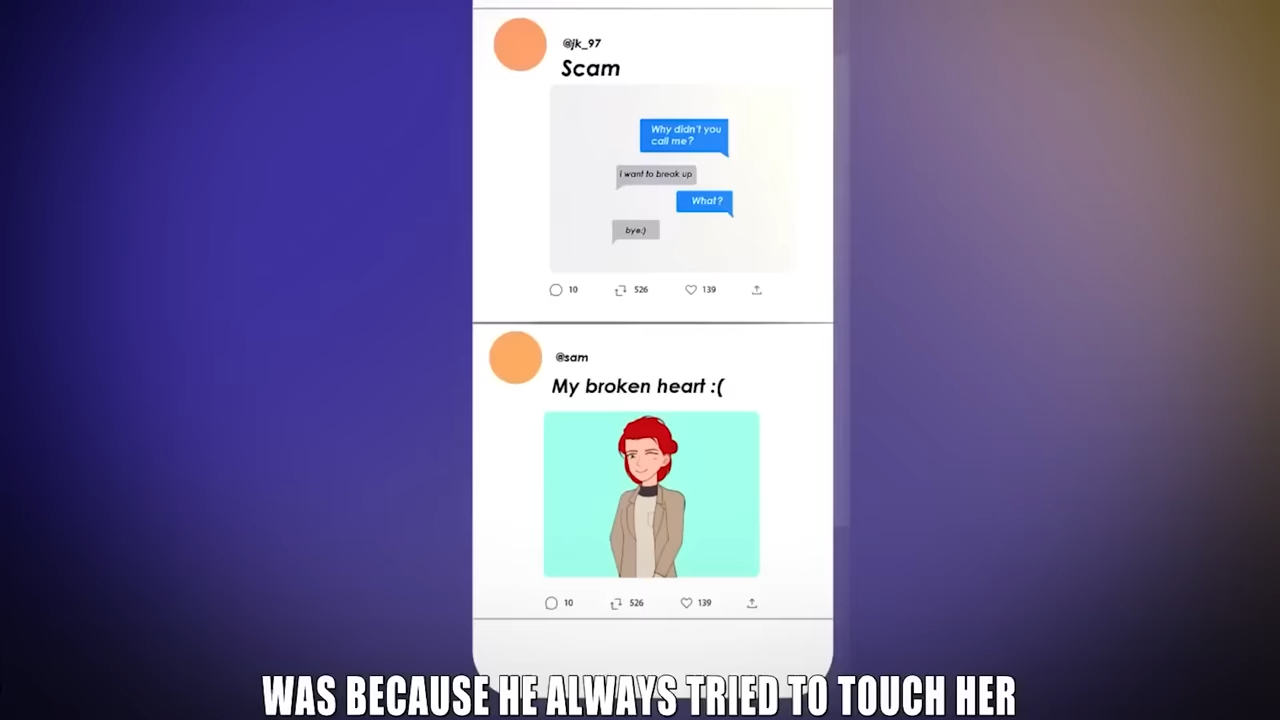 @jk_97
Scam
Why didn't you
call me?
i want to break up
What?
bye:)
10 526 139
@sam
My broken heart :(
10 526 139
WAS BECAUSE HE ALWAYS TRIED TO TOUCH HER